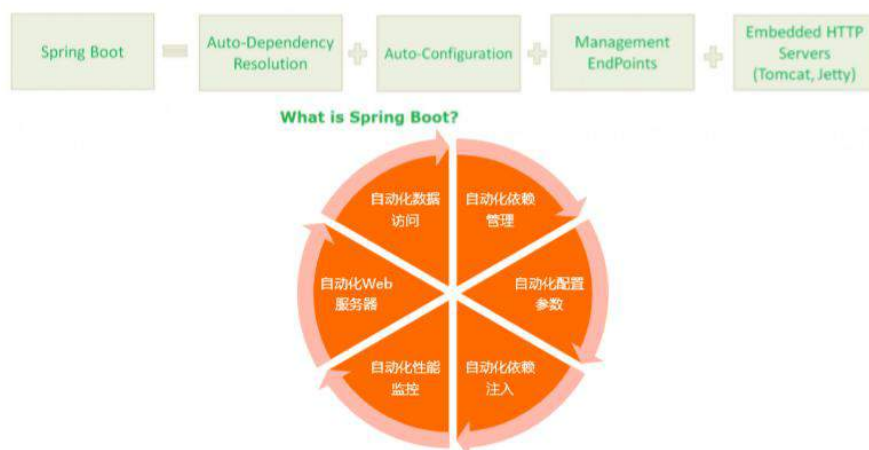 Spring Boot
=
Auto-Dependency
Resolution
+
Auto-Configuration
+
Management
EndPoints
+
Embedded HTTP
Servers
(Tomcat, Jetty)
What is Spring Boot?
自动化数据
访问
自动化依赖
管理
自动化Web
服务器
自动化配置
参数
自动化性能
监控
自动化依赖
注入